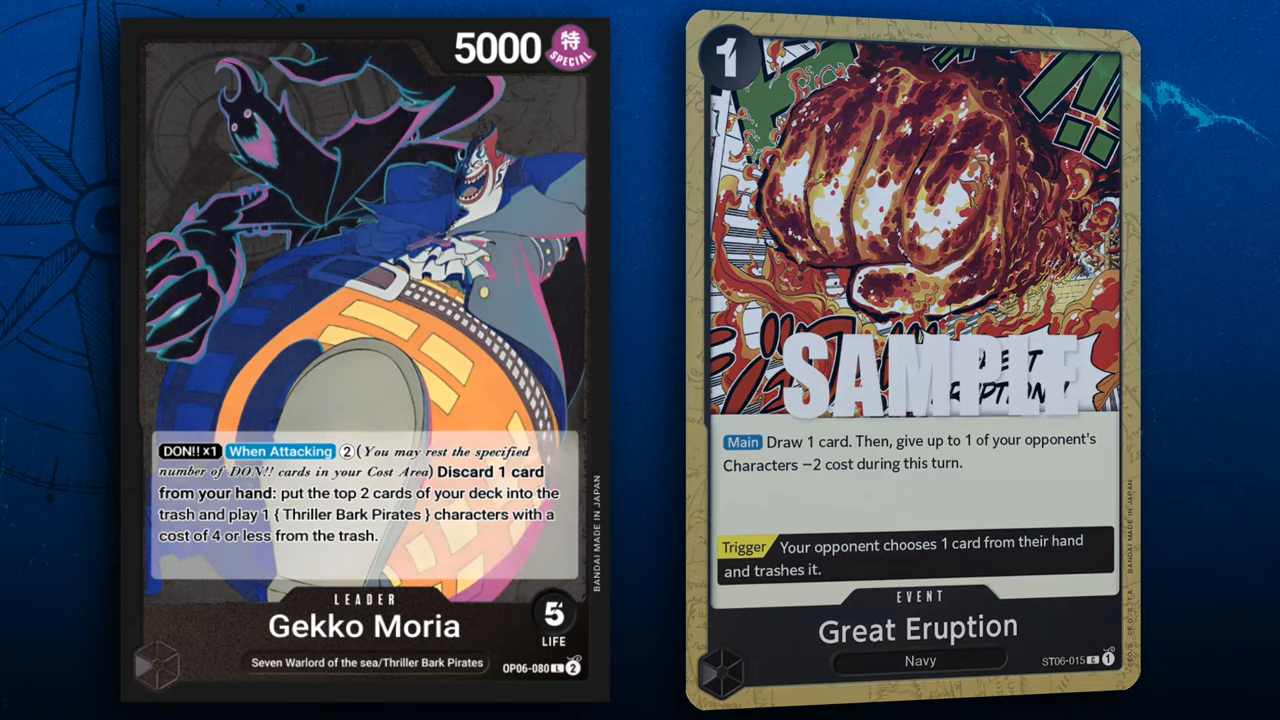 5000
特
SPECIAL
DON!! ×1 When Attacking ② (You may rest the specified
number of DON!! cards in your Cost Area) Discard 1 card
from your hand: put the top 2 cards of your deck into the
trash and play 1 { Thriller Bark Pirates } characters with a
cost of 4 or less from the trash.
BANDAI MADE IN JAPAN
LEADER
Gekko Moria
5
LIFE
Seven Warlord of the sea/Thriller Bark Pirates
OP06-080 L 2
1
!!
SAMPLE
Main Draw 1 card. Then, give up to 1 of your opponent's
Characters −2 cost during this turn.
Trigger Your opponent chooses 1 card from their hand
and trashes it.
BANDAI MADE IN JAPAN
EVENT
Great Eruption
Navy
ST06-015 C 1